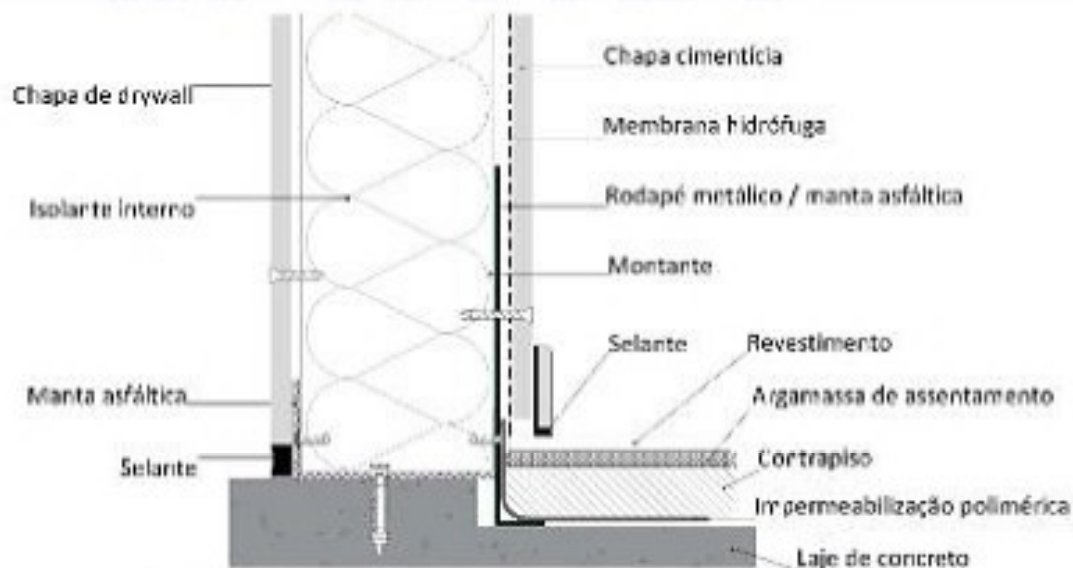 Chapa de drywall
Isolante interno
Manta asfáltica
Selante
Chapa cimentícia
Membrana hidrófuga
Rodapé metálico / manta asfáltica
Montante
Selante
Revestimento
Argamassa de assentamento
Contrapiso
Impermeabilização polimérica
Laje de concreto